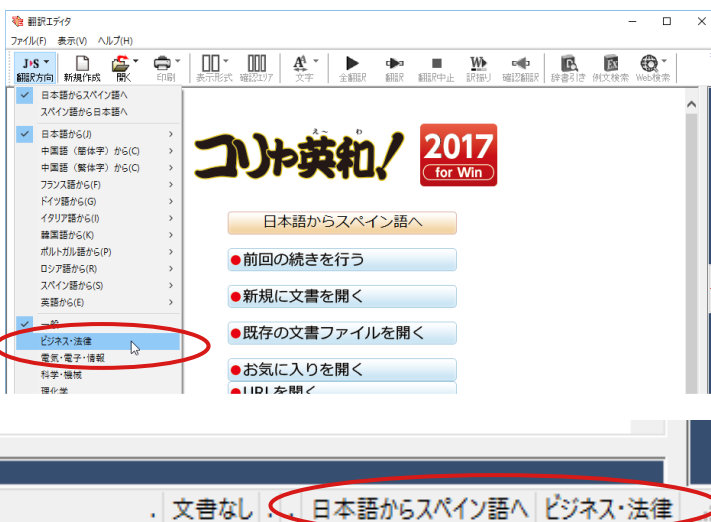 翻訳エディタ
ファイル(F) 表示(V) ヘルプ(H)
J▶S
翻訳方向 新規作成 開く 印刷 表示形式 確認エリア 文字 全翻訳 翻訳 翻訳中止 訳振り 確認翻訳 辞書引き 例文検索 Web検索
日本語からスペイン語へ
スペイン語から日本語へ
日本語から(J)
中国語（簡体字）から(C)
中国語（繁体字）から(C)
フランス語から(F)
ドイツ語から(G)
イタリア語から(I)
韓国語から(K)
ポルトガル語から(P)
ロシア語から(R)
スペイン語から(S)
英語から(E)
一般
ビジネス・法律
電気・電子・情報
科学・機械
理化学
え～わ
コリャ英和！
2017
for Win
日本語からスペイン語へ
●前回の続きを行う
●新規に文書を開く
●既存の文書ファイルを開く
●お気に入りを開く
●URLを開く
. 文書なし . . 日本語からスペイン語へ ビジネス・法律